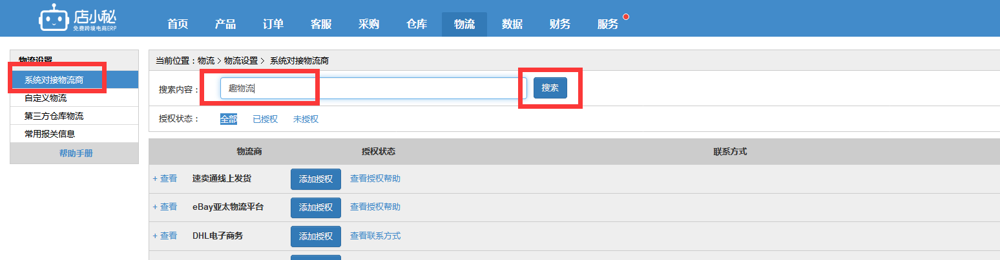 店小秘
免费跨境电商ERP
首页 产品 订单 客服 采购 仓库 物流 数据 财务 服务
物流设置
系统对接物流商
自定义物流
第三方仓库物流
常用报关信息
帮助手册
当前位置：物流 > 物流设置 > 系统对接物流商
搜索内容： 趣物流 搜索
授权状态： 全部 已授权 未授权
物流商 授权状态 联系方式
+ 查看 速卖通线上发货 添加授权 查看授权帮助
+ 查看 eBay亚太物流平台 添加授权 查看授权帮助
+ 查看 DHL电子商务 添加授权 查看联系方式